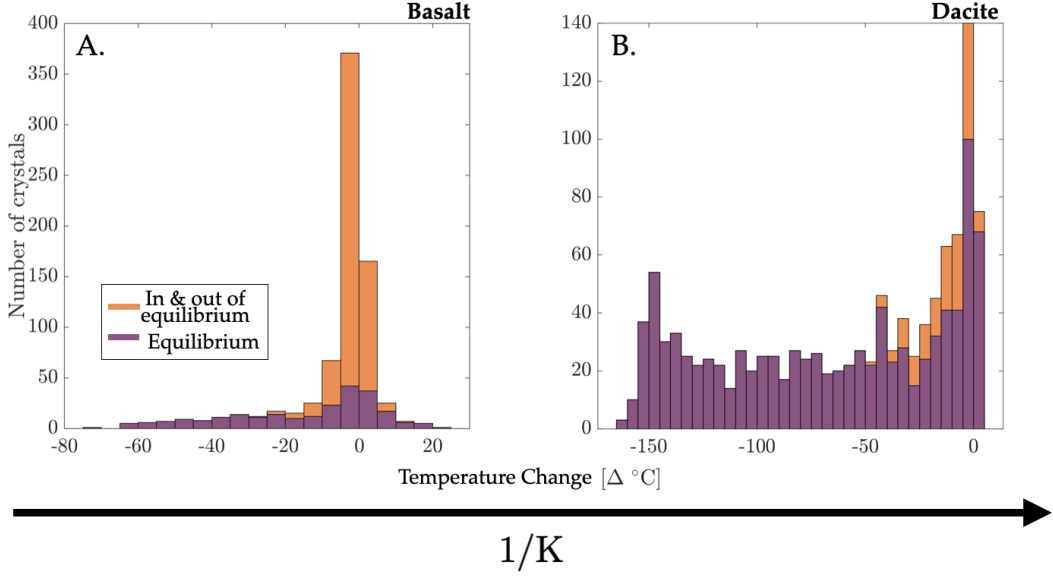 Basalt
Dacite
A.
B.
400
350
300
250
200
150
100
50
0
Number of crystals
In & out of
equilibrium
Equilibrium
-80
-60
-40
-20
0
20
140
120
100
80
60
40
20
0
-150
-100
-50
0
Temperature Change [Δ °C]
1/K